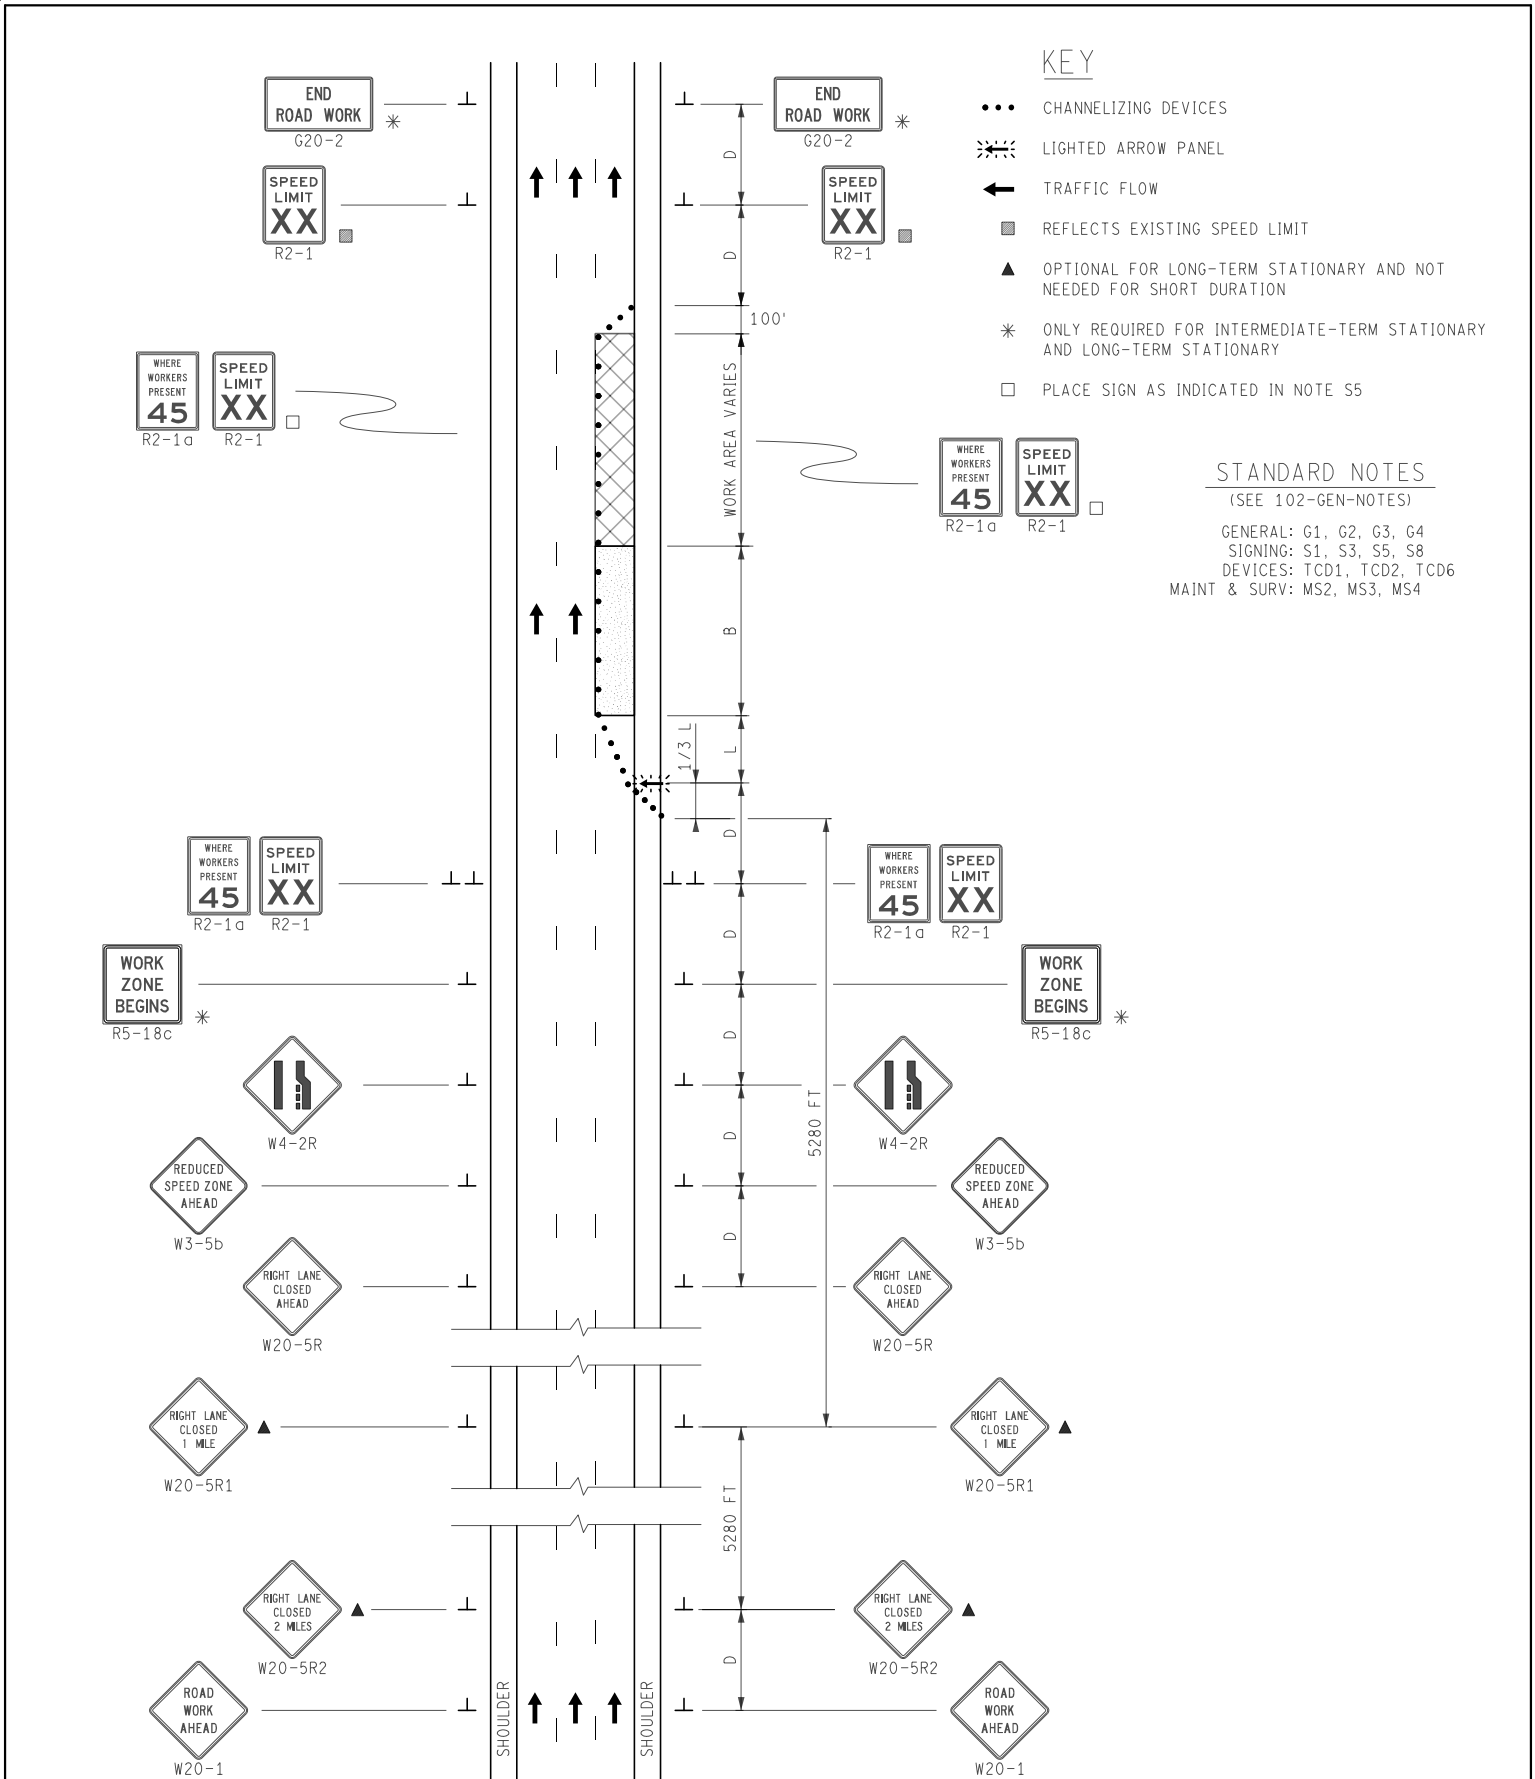 KEY
CHANNELIZING DEVICES
LIGHTED ARROW PANEL
TRAFFIC FLOW
REFLECTS EXISTING SPEED LIMIT
OPTIONAL FOR LONG-TERM STATIONARY AND NOT
NEEDED FOR SHORT DURATION
ONLY REQUIRED FOR INTERMEDIATE-TERM STATIONARY
AND LONG-TERM STATIONARY
PLACE SIGN AS INDICATED IN NOTE S5
STANDARD NOTES
(SEE 102-GEN-NOTES)
GENERAL: G1, G2, G3, G4
SIGNING: S1, S3, S5, S8
DEVICES: TCD1, TCD2, TCD6
MAINT & SURV: MS2, MS3, MS4
END
ROAD WORK
G20-2
END
ROAD WORK
G20-2
D
SPEED
LIMIT
XX
R2-1
SPEED
LIMIT
XX
R2-1
D
100'
WHERE
WORKERS
PRESENT
45
R2-1a
SPEED
LIMIT
XX
R2-1
WORK AREA VARIES
WHERE
WORKERS
PRESENT
45
R2-1a
SPEED
LIMIT
XX
R2-1
B
L
1/3 L
D
WHERE
WORKERS
PRESENT
45
R2-1a
SPEED
LIMIT
XX
R2-1
WHERE
WORKERS
PRESENT
45
R2-1a
SPEED
LIMIT
XX
R2-1
D
WORK
ZONE
BEGINS
R5-18c
WORK
ZONE
BEGINS
R5-18c
D
W4-2R
W4-2R
5280 FT
D
REDUCED
SPEED ZONE
AHEAD
W3-5b
REDUCED
SPEED ZONE
AHEAD
W3-5b
D
RIGHT LANE
CLOSED
AHEAD
W20-5R
RIGHT LANE
CLOSED
AHEAD
W20-5R
RIGHT LANE
CLOSED
1 MILE
W20-5R1
RIGHT LANE
CLOSED
1 MILE
W20-5R1
5280 FT
RIGHT LANE
CLOSED
2 MILES
W20-5R2
RIGHT LANE
CLOSED
2 MILES
W20-5R2
D
ROAD
WORK
AHEAD
W20-1
SHOULDER
SHOULDER
ROAD
WORK
AHEAD
W20-1